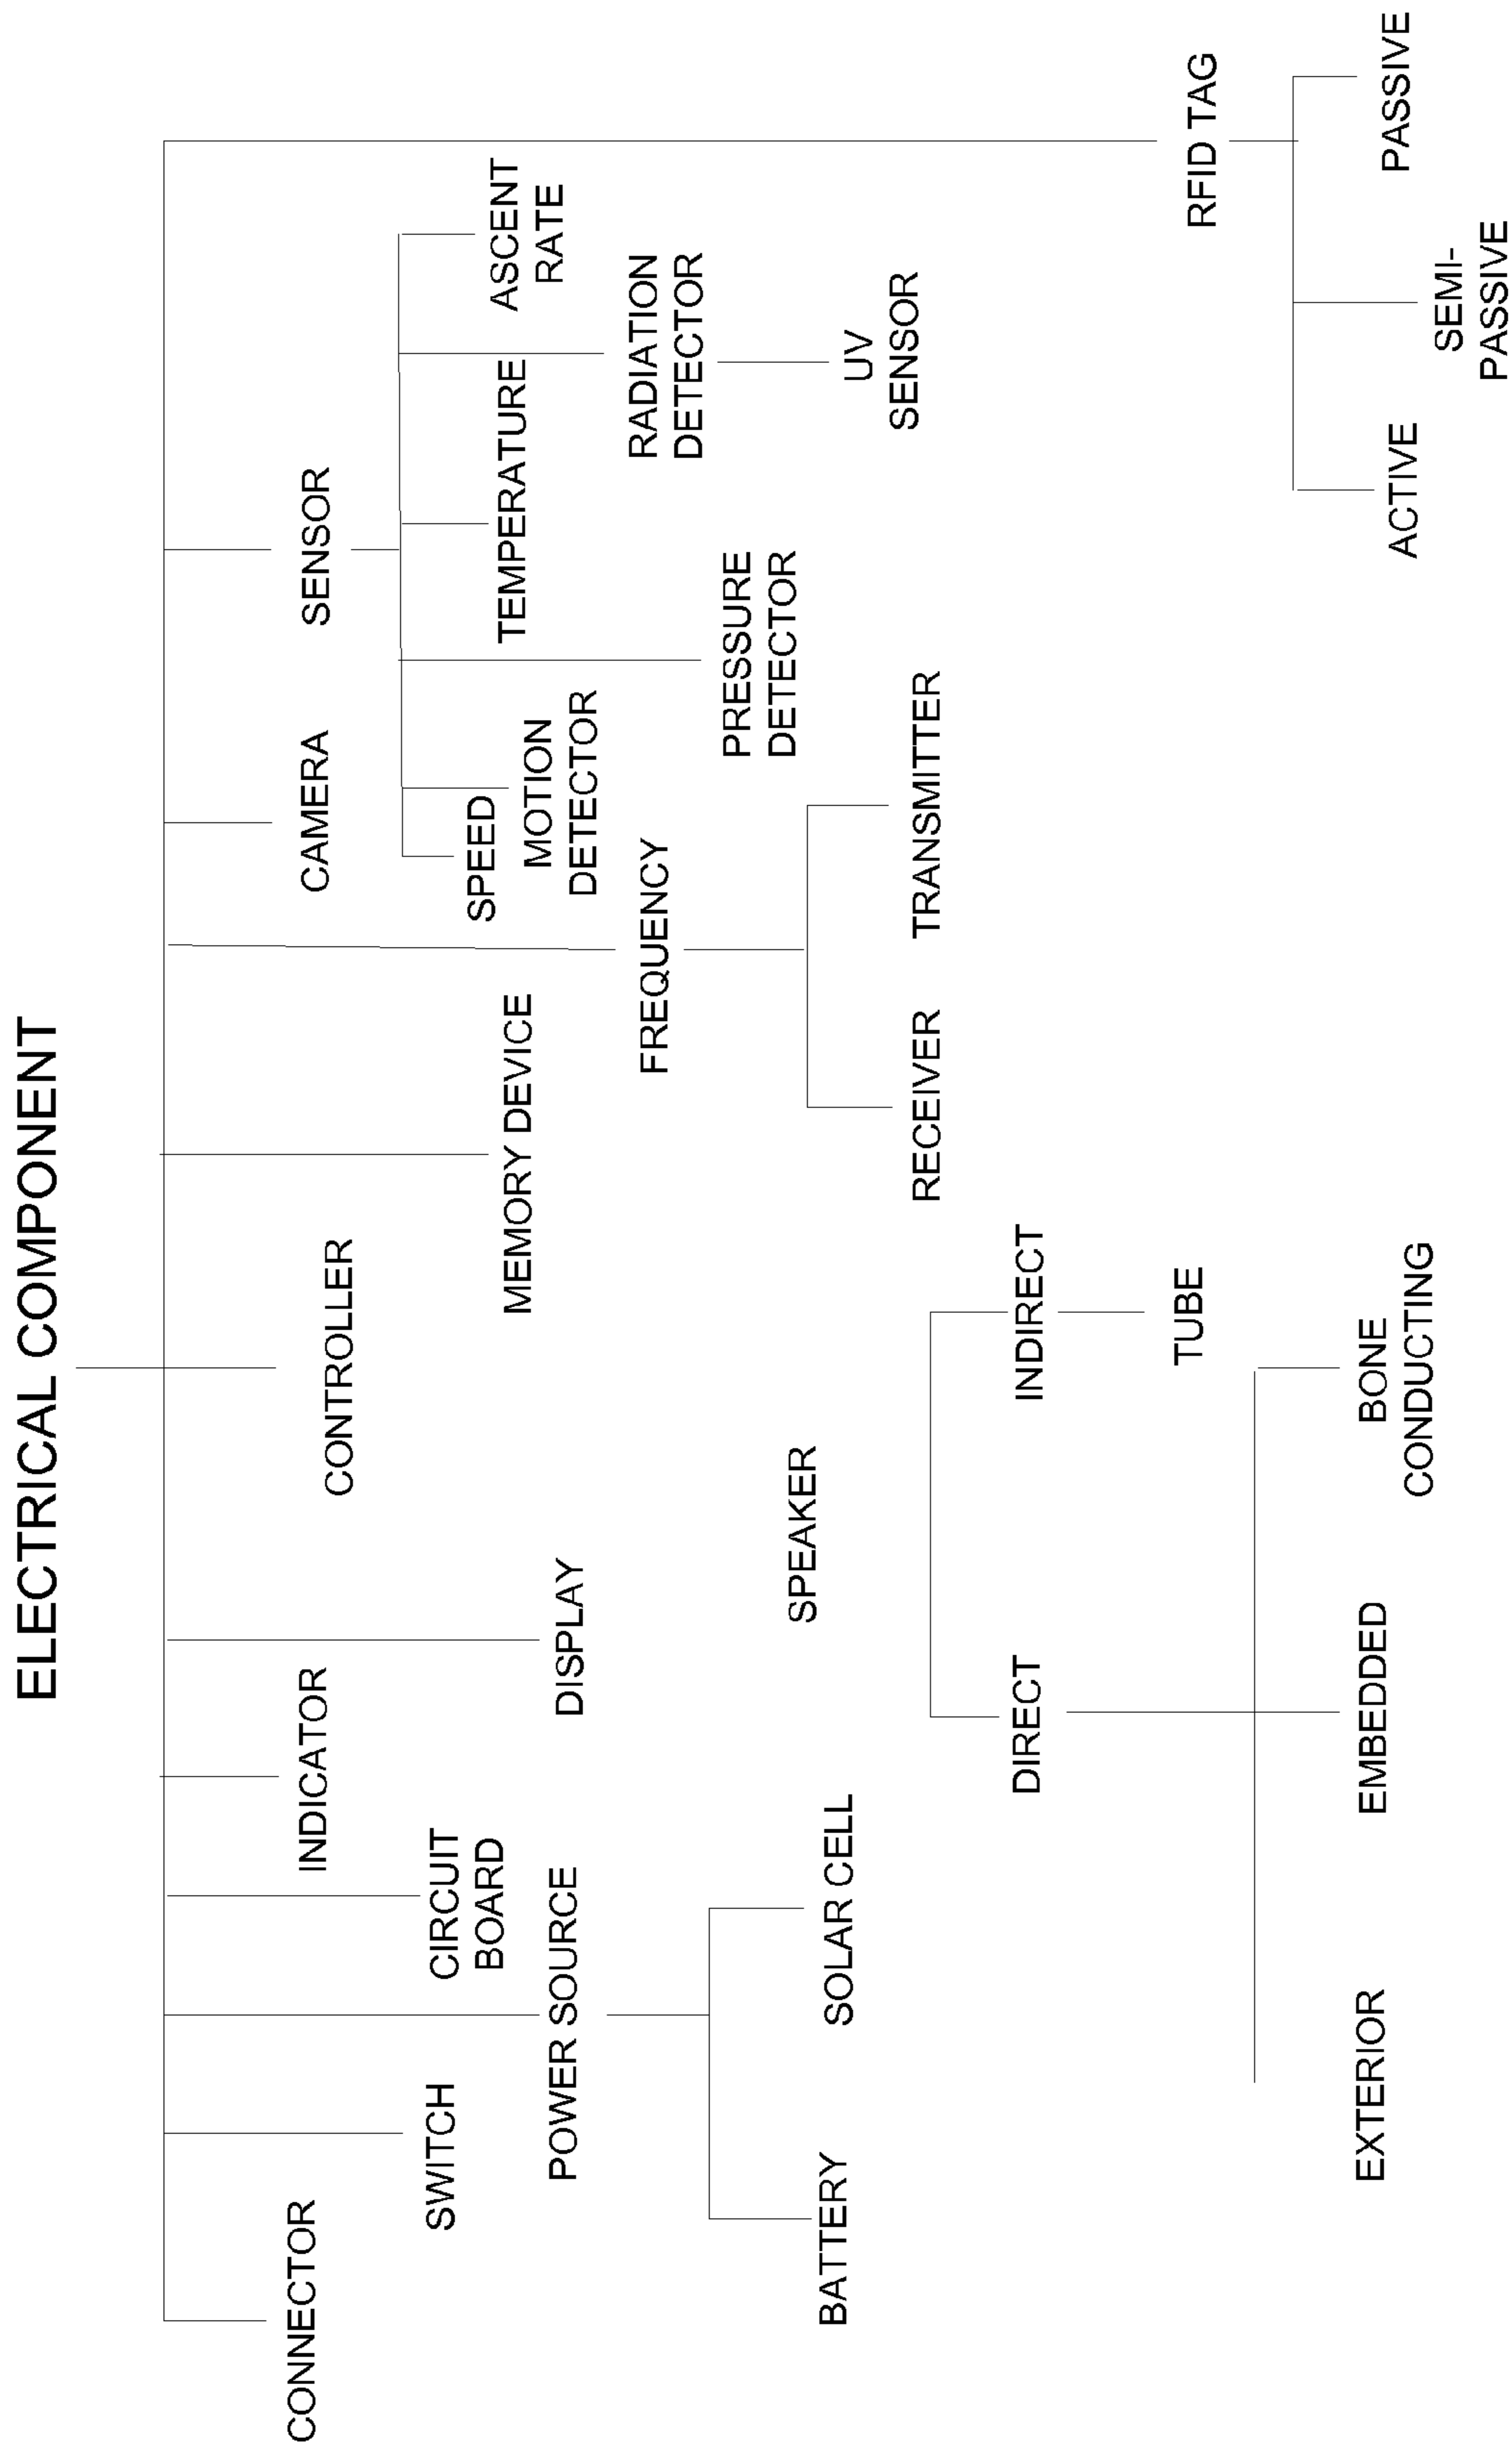 ELECTRICAL COMPONENT
CONNECTOR
SWITCH
POWER SOURCE
BATTERY
SOLAR CELL
CIRCUIT
BOARD
INDICATOR
DISPLAY
CONTROLLER
MEMORY DEVICE
FREQUENCY
RECEIVER
TRANSMITTER
CAMERA
SENSOR
SPEED
MOTION
DETECTOR
PRESSURE
DETECTOR
TEMPERATURE
RADIATION
DETECTOR
UV
SENSOR
ASCENT
RATE
SPEAKER
DIRECT
INDIRECT
TUBE
EXTERIOR
EMBEDDED
BONE
CONDUCTING
RFID TAG
ACTIVE
SEMI-
PASSIVE
PASSIVE